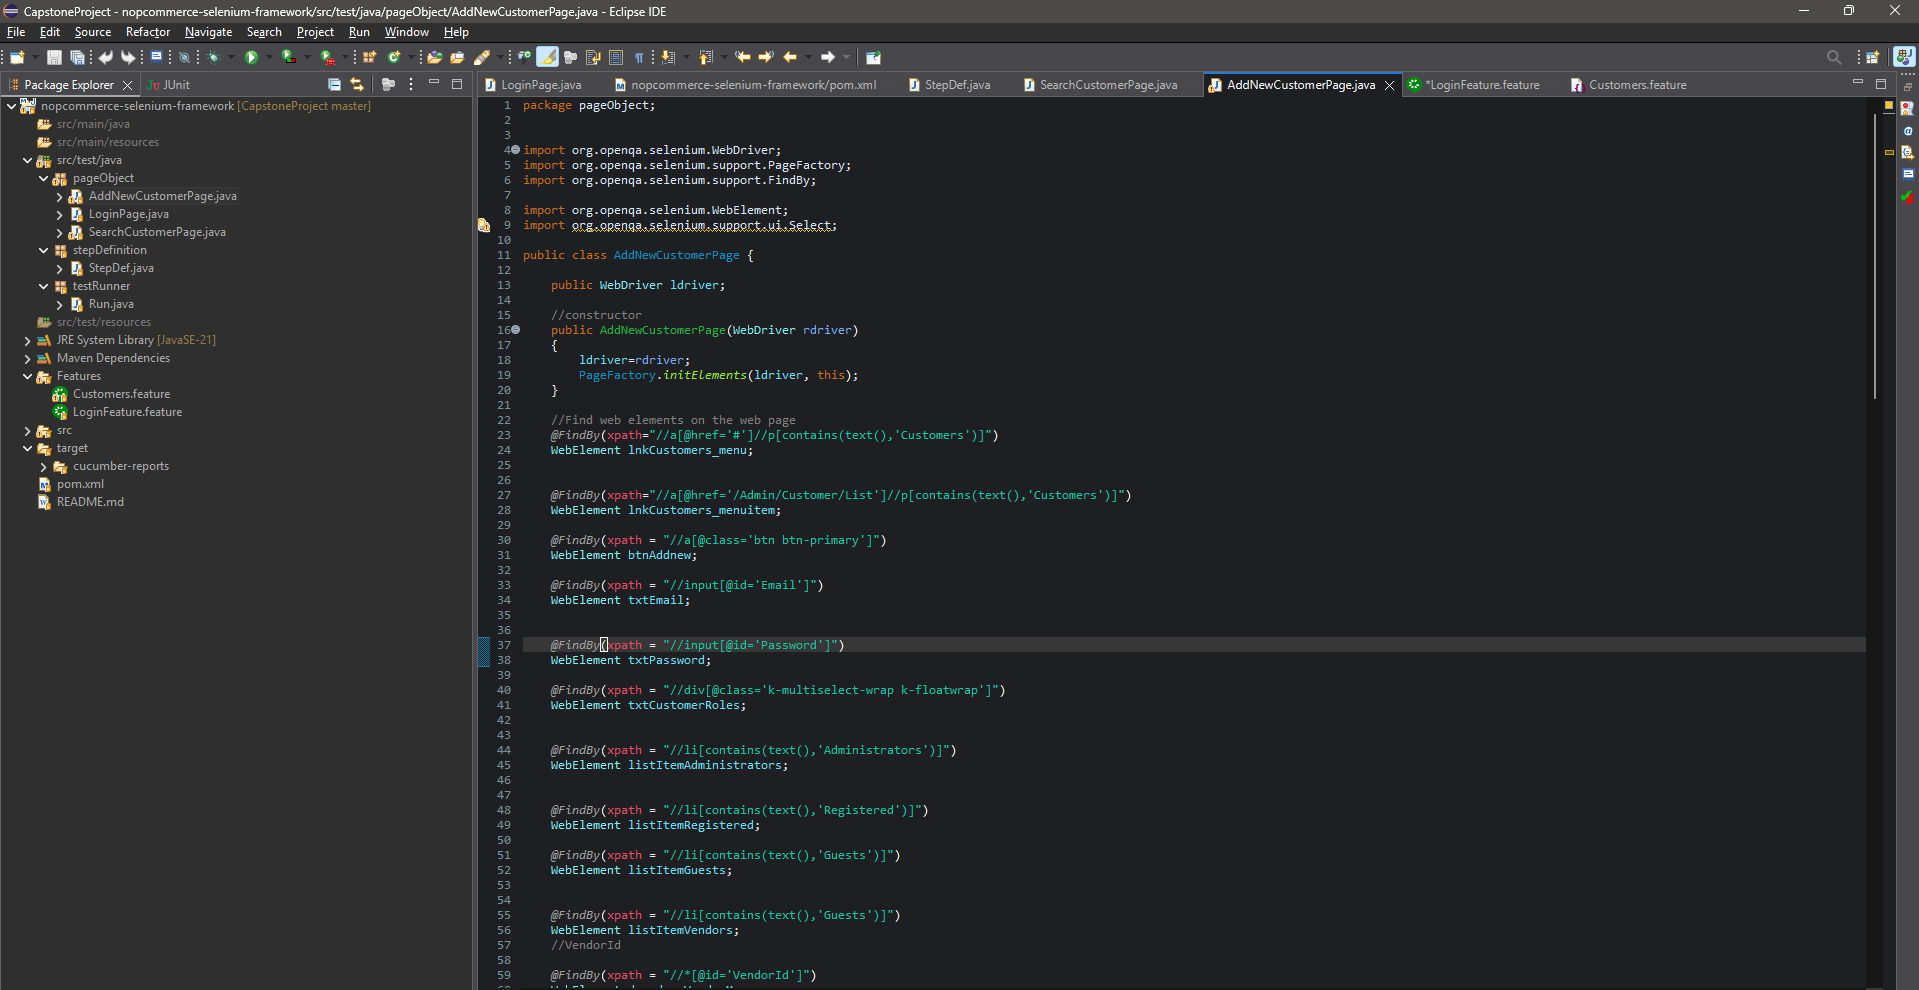 CapstoneProject - nopcommerce-selenium-framework/src/test/java/pageObject/AddNewCustomerPage.java - Eclipse IDE
File Edit Source Refactor Navigate Search Project Run Window Help
Package Explorer JUnit
nopcommerce-selenium-framework [CapstoneProject master]
src/main/java
src/main/resources
src/test/java
pageObject
AddNewCustomerPage.java
LoginPage.java
SearchCustomerPage.java
stepDefinition
StepDef.java
testRunner
Run.java
src/test/resources
JRE System Library [JavaSE-21]
Maven Dependencies
Features
Customers.feature
LoginFeature.feature
src
target
cucumber-reports
pom.xml
README.md
LoginPage.java nopcommerce-selenium-framework/pom.xml StepDef.java SearchCustomerPage.java AddNewCustomerPage.java *LoginFeature.feature Customers.feature
1 package pageObject;
2
3
4 import org.openqa.selenium.WebDriver;
5 import org.openqa.selenium.support.PageFactory;
6 import org.openqa.selenium.support.FindBy;
7
8 import org.openqa.selenium.WebElement;
9 import org.openqa.selenium.support.ui.Select;
10
11 public class AddNewCustomerPage {
12
13 public WebDriver ldriver;
14
15 //constructor
16 public AddNewCustomerPage(WebDriver rdriver)
17 {
18 ldriver=rdriver;
19 PageFactory.initElements(ldriver, this);
20 }
21
22 //Find web elements on the web page
23 @FindBy(xpath="//a[@href='#']//p[contains(text(),'Customers')]")
24 WebElement lnkCustomers_menu;
25
26
27 @FindBy(xpath="//a[@href='/Admin/Customer/List']//p[contains(text(),'Customers')]")
28 WebElement lnkCustomers_menuitem;
29
30 @FindBy(xpath = "//a[@class='btn btn-primary']")
31 WebElement btnAddnew;
32
33 @FindBy(xpath = "//input[@id='Email']")
34 WebElement txtEmail;
35
36
37 @FindBy(xpath = "//input[@id='Password']")
38 WebElement txtPassword;
39
40 @FindBy(xpath = "//div[@class='k-multiselect-wrap k-floatwrap']")
41 WebElement txtCustomerRoles;
42
43
44 @FindBy(xpath = "//li[contains(text(),'Administrators')]")
45 WebElement listItemAdministrators;
46
47
48 @FindBy(xpath = "//li[contains(text(),'Registered')]")
49 WebElement listItemRegistered;
50
51 @FindBy(xpath = "//li[contains(text(),'Guests')]")
52 WebElement listItemGuests;
53
54
55 @FindBy(xpath = "//li[contains(text(),'Guests')]")
56 WebElement listItemVendors;
57 //VendorId
58
59 @FindBy(xpath = "//*[@id='VendorId']")